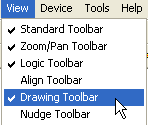 View Device Tools Help
Standard Toolbar
Zoom/Pan Toolbar
Logic Toolbar
Align Toolbar
Drawing Toolbar
Nudge Toolbar